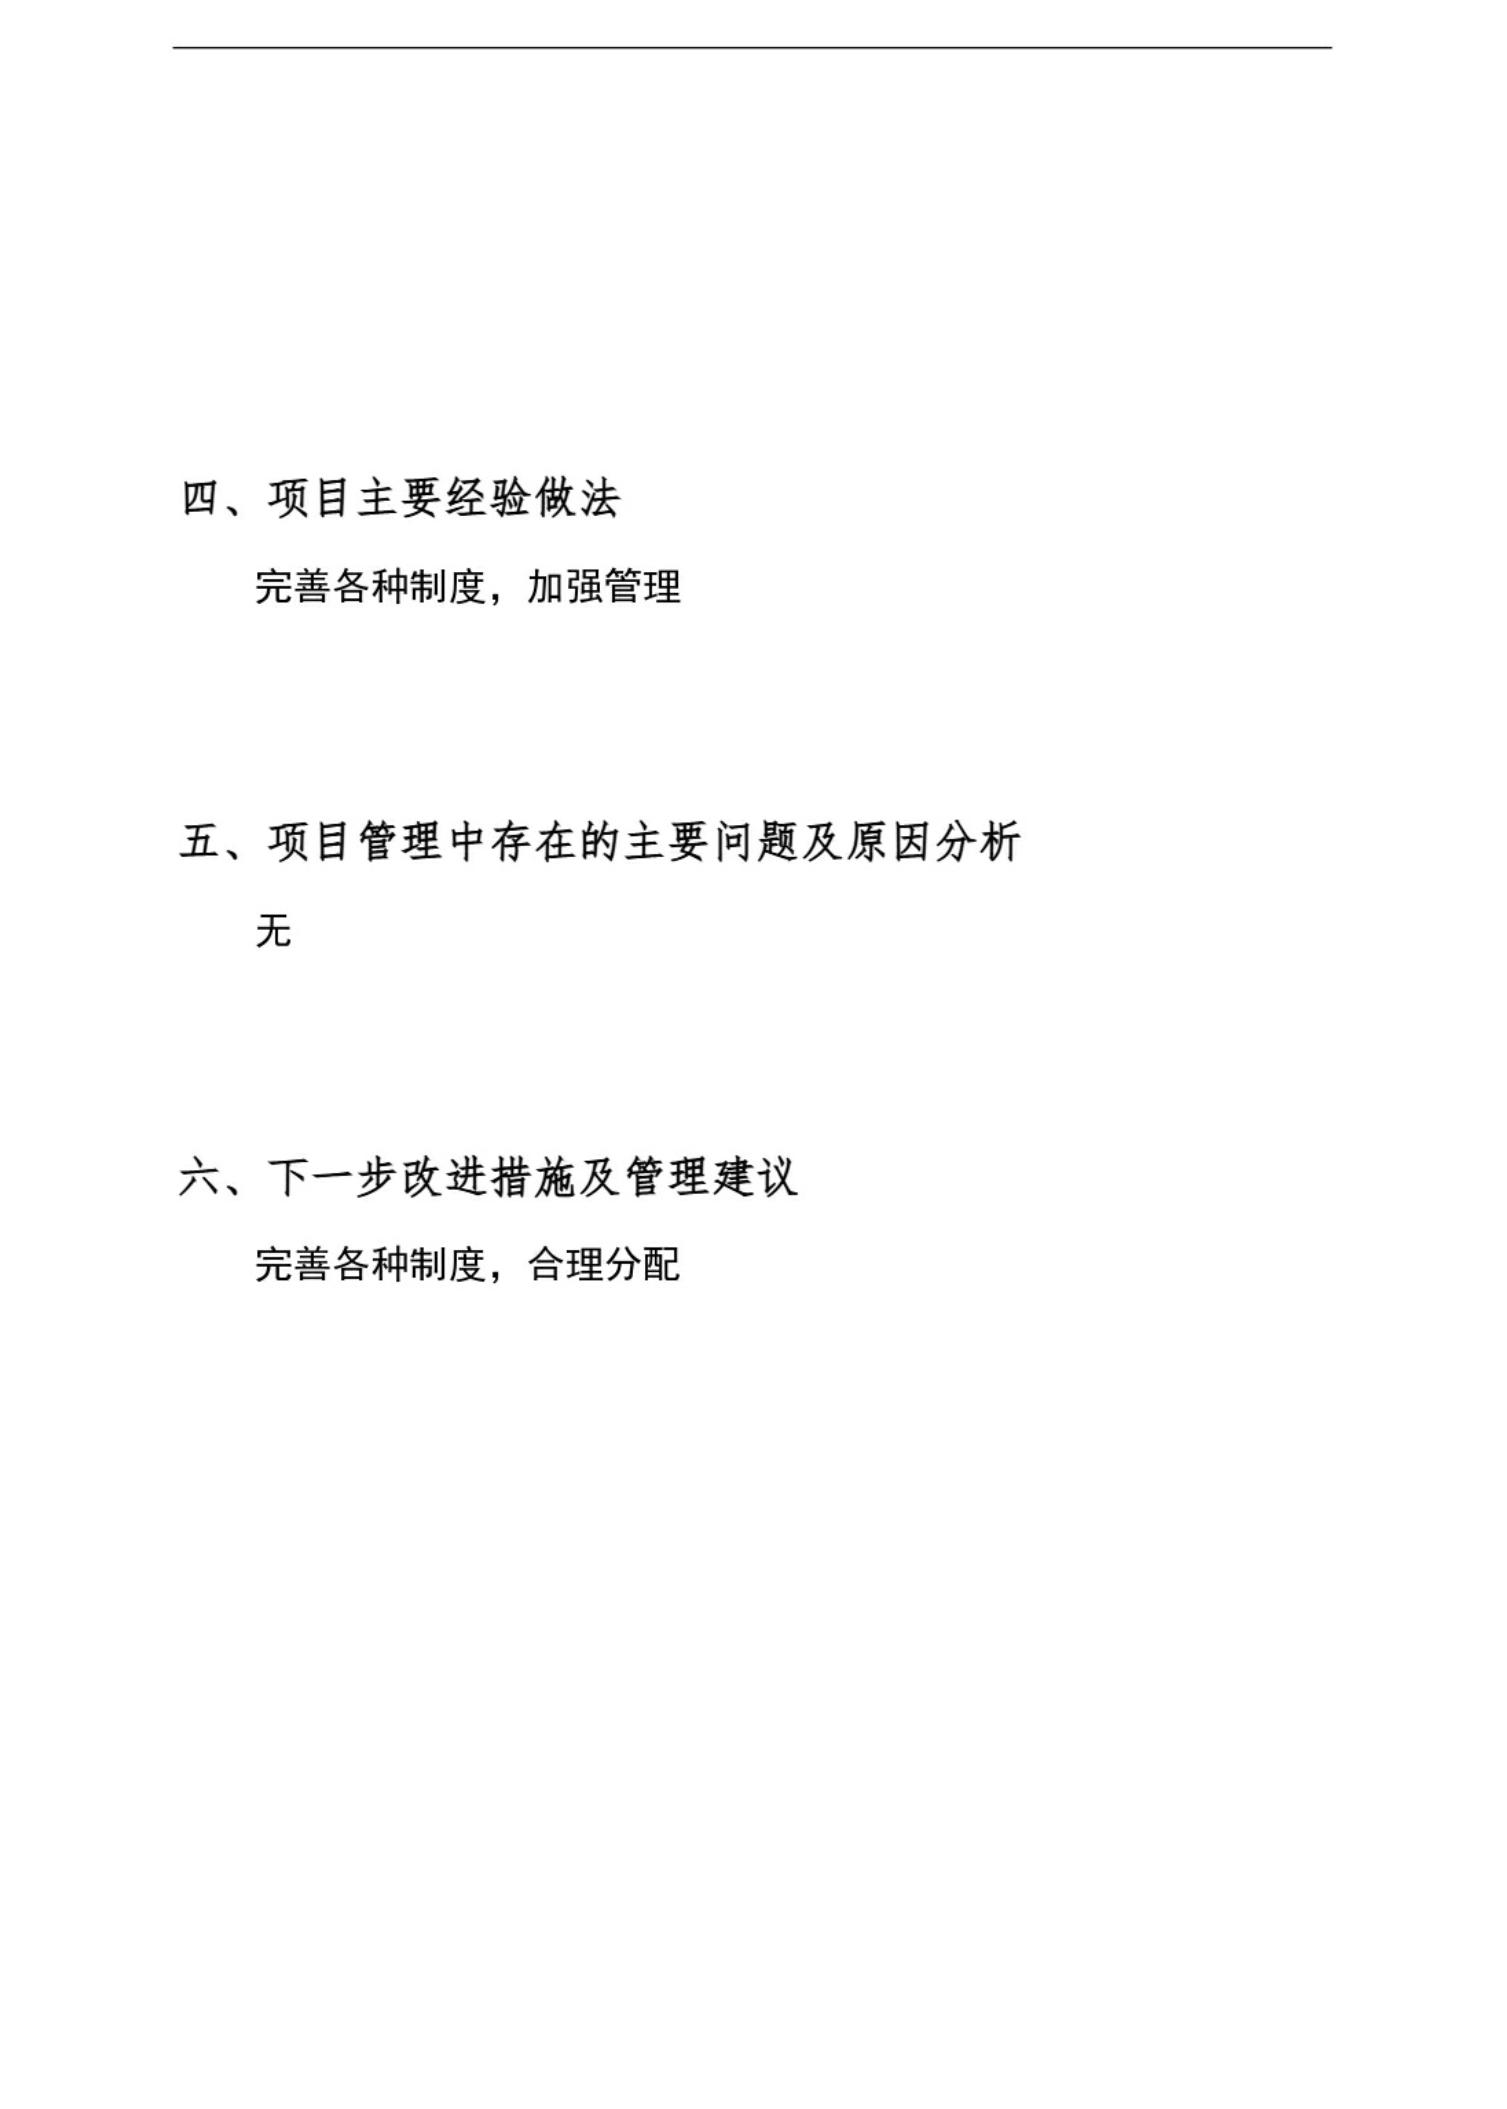 四、项目主要经验做法
完善各种制度，加强管理
五、项目管理中存在的主要问题及原因分析
无
六、下一步改进措施及管理建议
完善各种制度，合理分配